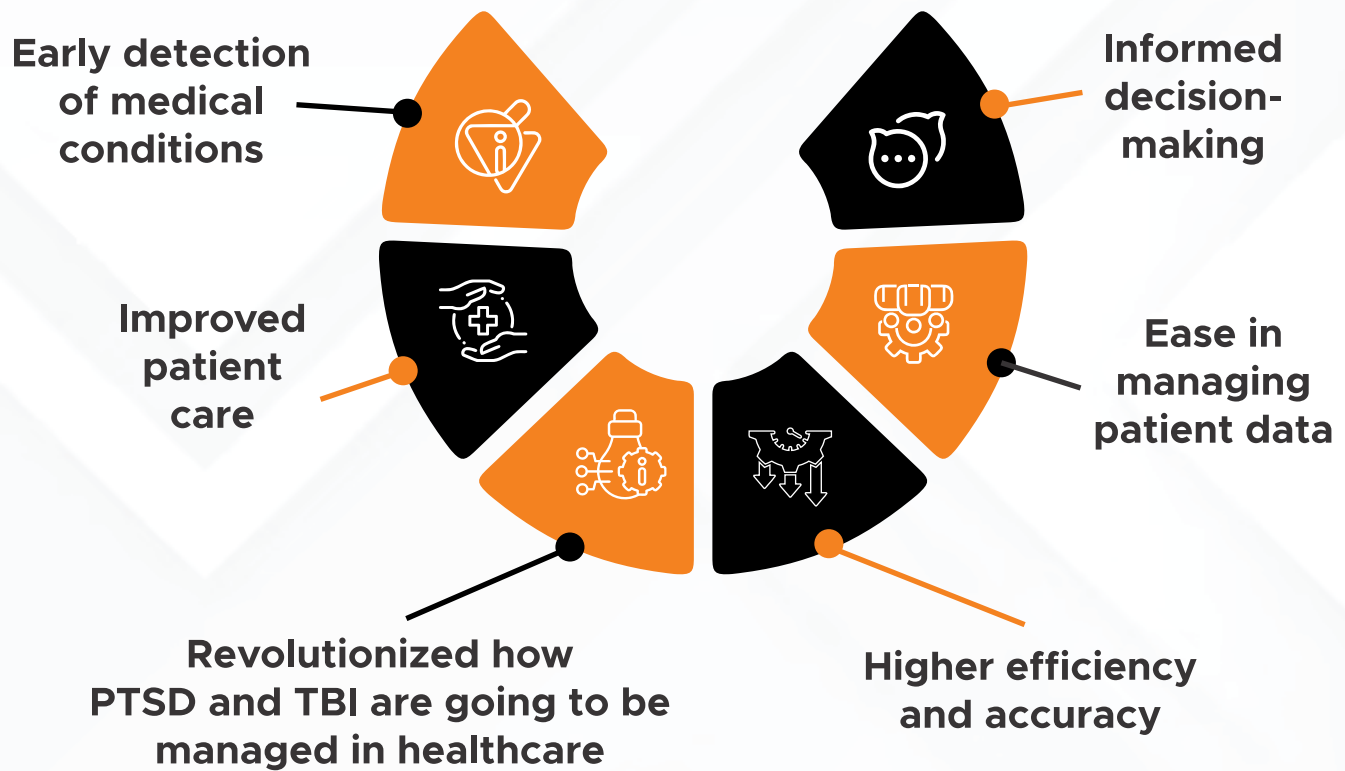 Early detection
of medical
conditions
Improved
patient
care
Revolutionized how
PTSD and TBI are going to be
managed in healthcare
Higher efficiency
and accuracy
Ease in
managing
patient data
Informed
decision-
making